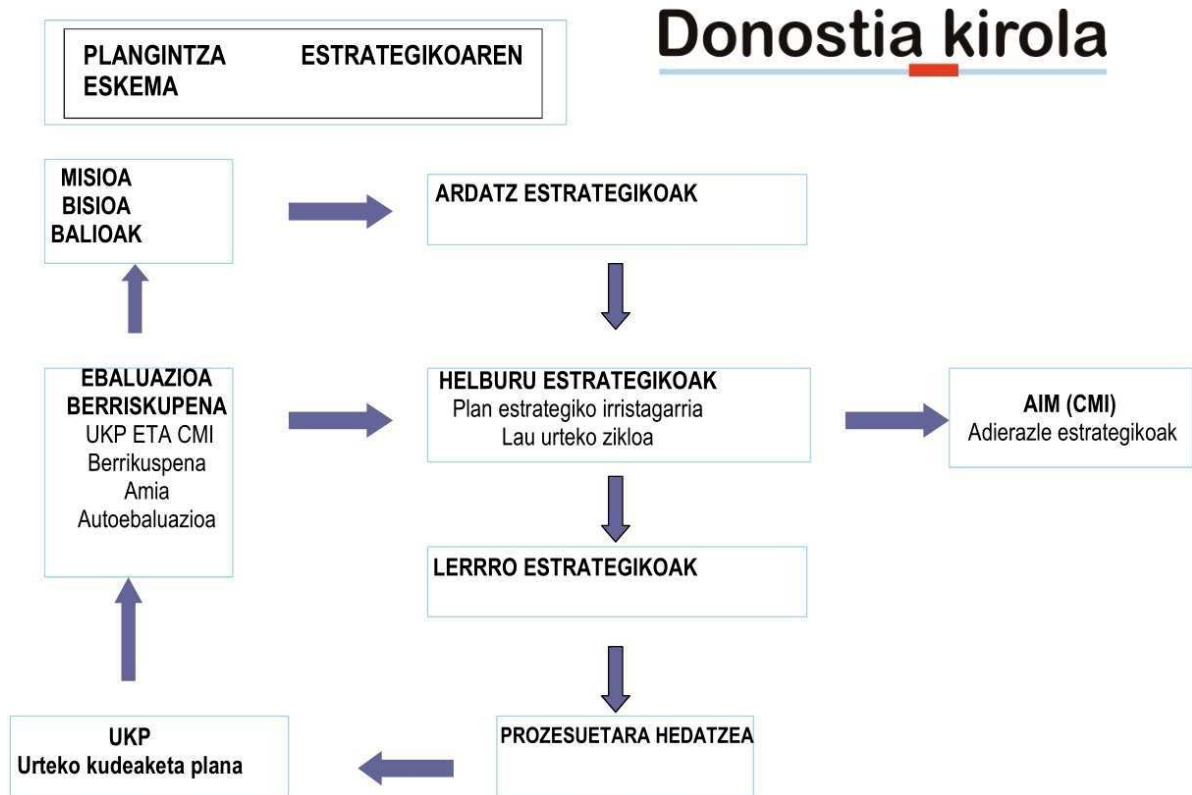 Donostia kirola
PLANGINTZA ESTRATEGIKOAREN
ESKEMA
MISIOA
BISIOA
BALIOAK
ARDATZ ESTRATEGIKOAK
EBALUAZIOA
BERRISKUPENA
UKP ETA CMI
Berrikuspena
Amia
Autoebaluazioa
HELBURU ESTRATEGIKOAK
Plan estrategiko irristagarria
Lau urteko zikloa
AIM (CMI)
Adierazle estrategikoak
LERRRO ESTRATEGIKOAK
UKP
Urteko kudeaketa plana
PROZESUETARA HEDATZEA